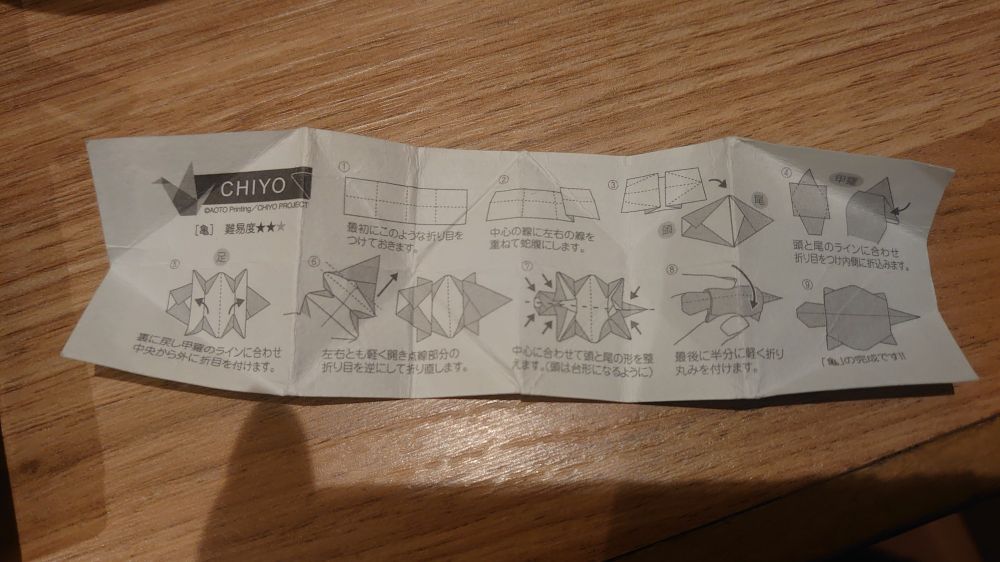 CHIYO
©AOTO Printing／CHIYO PROJECT
[亀] 難易度★★★
①
最初にこのような折り目を
つけておきます。
②
中心の線に左右の線を
重ねて蛇腹にします。
③
頭
尾
④
甲羅
頭と尾のラインに合わせ
折り目をつけ内側に折込みます。
⑤
足
裏に戻し甲羅のラインに合わせ
中央から外に折目を付けます。
⑥
左右とも軽く開き点線部分の
折り目を逆にして折り直します。
⑦
中心に合わせて頭と尾の形を整
えます。(頭は台形になるように)
⑧
最後に半分に軽く折り
丸みを付けます。
⑨
「亀」の完成です!!